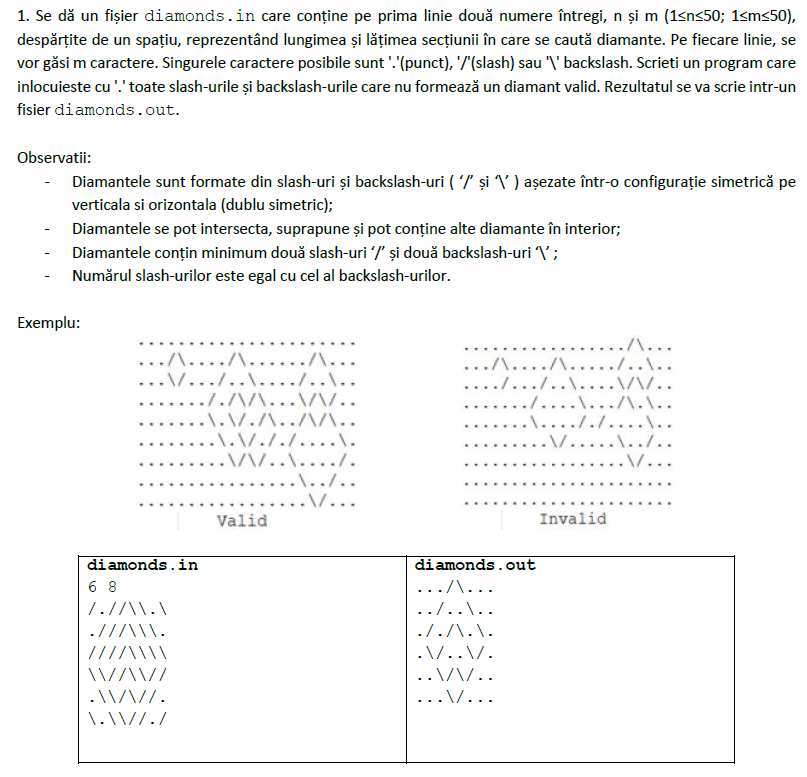 1. Se dă un fișier diamonds.in care conține pe prima linie două numere întregi, n și m (1≤n≤50; 1≤m≤50),
despărțite de un spațiu, reprezentând lungimea și lățimea secțiunii în care se caută diamante. Pe fiecare linie, se
vor găsi m caractere. Singurele caractere posibile sunt '.'(punct), '/'(slash) sau '\' backslash. Scrieti un program care
inlocuieste cu '.' toate slash-urile și backslash-urile care nu formează un diamant valid. Rezultatul se va scrie intr-un
fisier diamonds.out.
Observatii:
- Diamantele sunt formate din slash-uri și backslash-uri ( ‘/’ și ‘\’ ) așezate într-o configurație simetrică pe
verticala si orizontala (dublu simetric);
- Diamantele se pot intersecta, suprapune și pot conține alte diamante în interior;
- Diamantele conțin minimum două slash-uri ‘/’ și două backslash-uri ‘\’ ;
- Numărul slash-urilor este egal cu cel al backslash-urilor.
Exemplu:
......................
.../\..../\....../\...
...\/.../..\..../..\..
......./../\/\...\/\/..
.......\.\/./\../\/\..
........\.\/././....\.
.........\/\/..\..../.
................\../..
.................\/...
Valid
................/\...
.../\..../\...../..\..
..../.../..\....\/\/..
......./....\.../\.\..
.......\...././....\..
.........\/.....\../..
................\/...
.....................
.....................
Invalid
diamonds.in
6 8
/.//\\.\
.///\\\.
////\\\\
\\//\\//
.\\/\//.
\.\\//./
diamonds.out
.../\...
../..\..
././\.\.
.\/..\/.
..\/\/..
...\/...